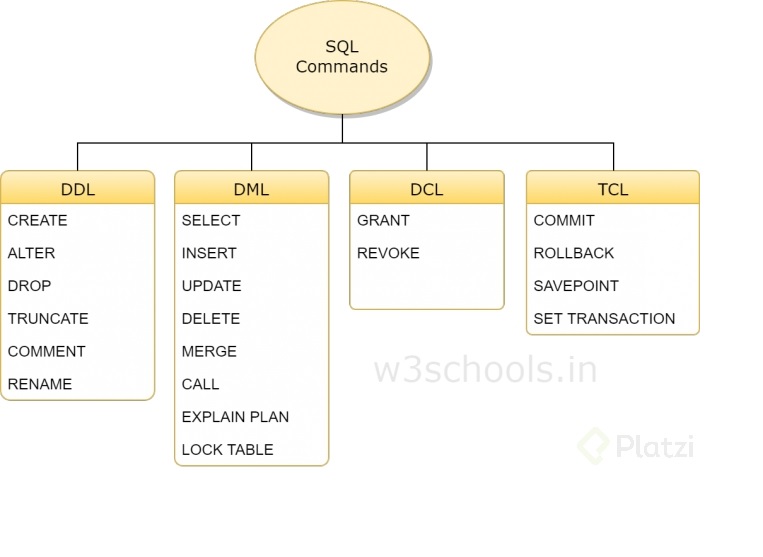 SQL
Commands
DDL
CREATE
ALTER
DROP
TRUNCATE
COMMENT
RENAME
DML
SELECT
INSERT
UPDATE
DELETE
MERGE
CALL
EXPLAIN PLAN
LOCK TABLE
DCL
GRANT
REVOKE
TCL
COMMIT
ROLLBACK
SAVEPOINT
SET TRANSACTION
w3schools.in
Platzi